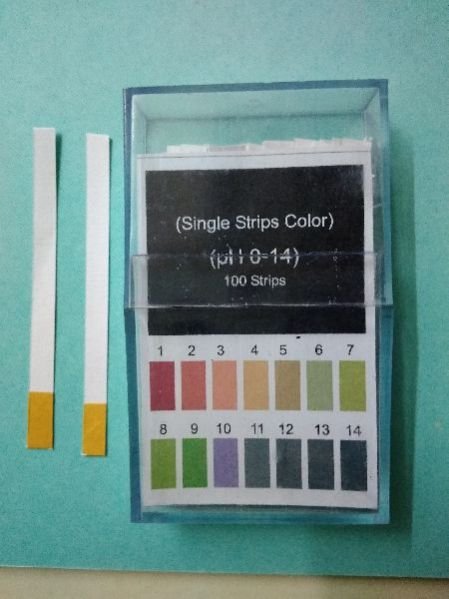 (Single Strips Color)
(pH 0-14)
100 Strips
1 2 3 4 5 6 7
8 9 10 11 12 13 14